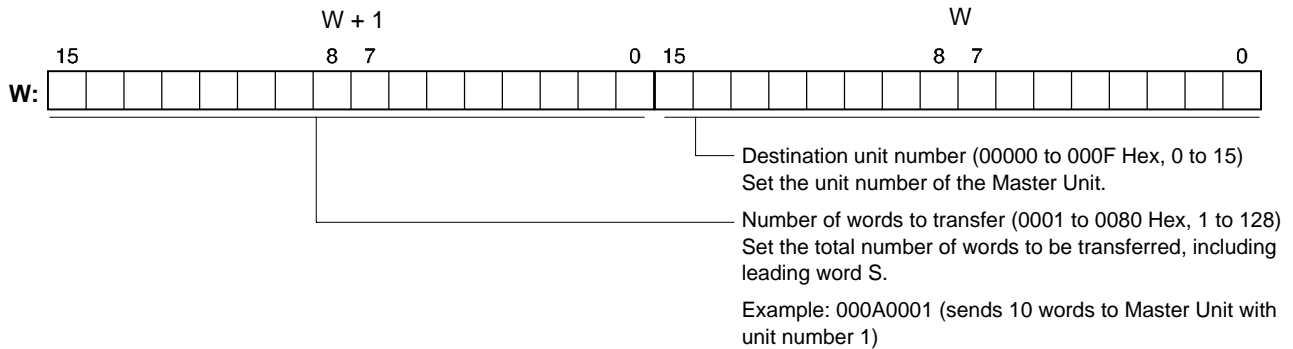 W + 1 W
15 8 7 0 15 8 7 0
W:
Destination unit number (00000 to 000F Hex, 0 to 15)
Set the unit number of the Master Unit.
Number of words to transfer (0001 to 0080 Hex, 1 to 128)
Set the total number of words to be transferred, including
leading word S.
Example: 000A0001 (sends 10 words to Master Unit with
unit number 1)